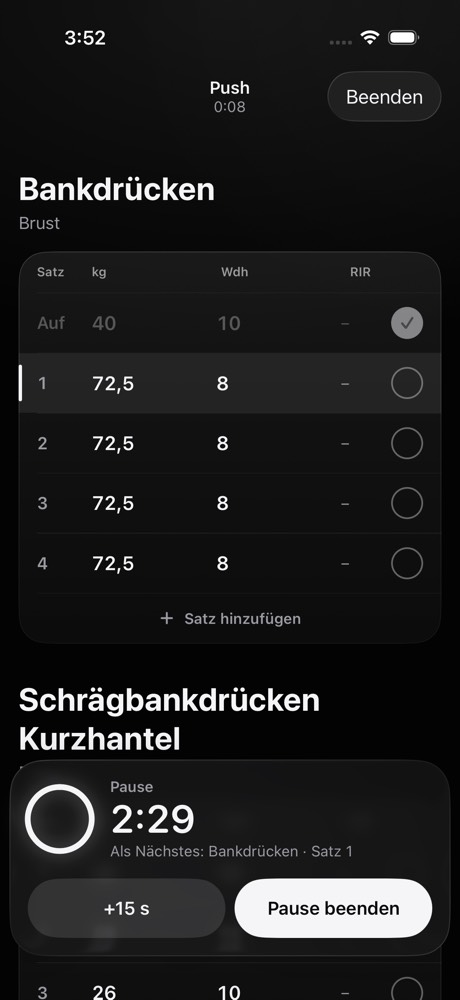 3:52
Push
0:08
Beenden
Bankdrücken
Brust
Satz kg Wdh RIR
Auf 40 10 –
1 72,5 8 –
2 72,5 8 –
3 72,5 8 –
4 72,5 8 –
+ Satz hinzufügen
Schrägbankdrücken
Kurzhantel
Pause
2:29
Als Nächstes: Bankdrücken · Satz 1
+15 s
Pause beenden
3 26 10 –